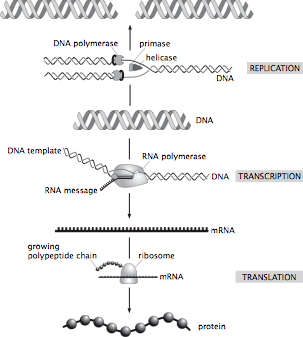 DNA polymerase
primase
helicase
DNA
REPLICATION
DNA
DNA template
RNA polymerase
DNA
TRANSCRIPTION
RNA message
mRNA
growing
polypeptide chain
ribosome
mRNA
TRANSLATION
protein